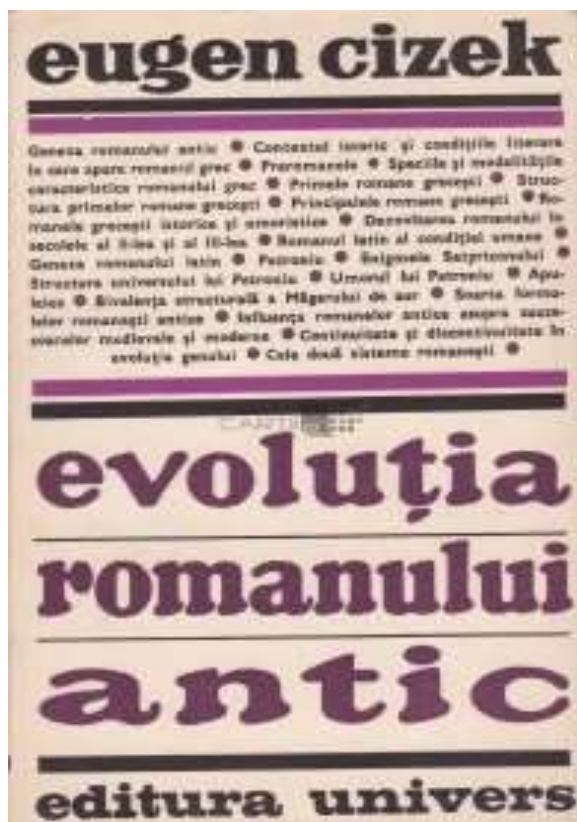 eugen cizek
Geneza romanului antic ● Contextul istoric și condițiile literare
în care apare romanul grec ● Preromanele ● Speciile și modalitățile
caracteristice romanului grec ● Primele romane grecești ● Struc-
tura primelor romane grecești ● Principalele romane grecești ● Ro-
manele grecești istorice și umoristice ● Dezvoltarea romanului în
secolele al II-lea și al III-lea ● Romanul latin al condiției umane ●
Geneza romanului latin ● Petroniu ● Enigmele Satyriconului ●
Structura universului lui Petroniu ● Umorul lui Petroniu ● Apu-
leius ● Bivalența structurală a Măgarului de aur ● Soarta formu-
lelor romanești antice ● Influența romanelor antice asupra succe-
soarelor medievale și moderne ● Continuitate și discontinuitate în
evoluția genului ● Cele două sisteme romanești ●
evoluția
romanului
antic
editura univers